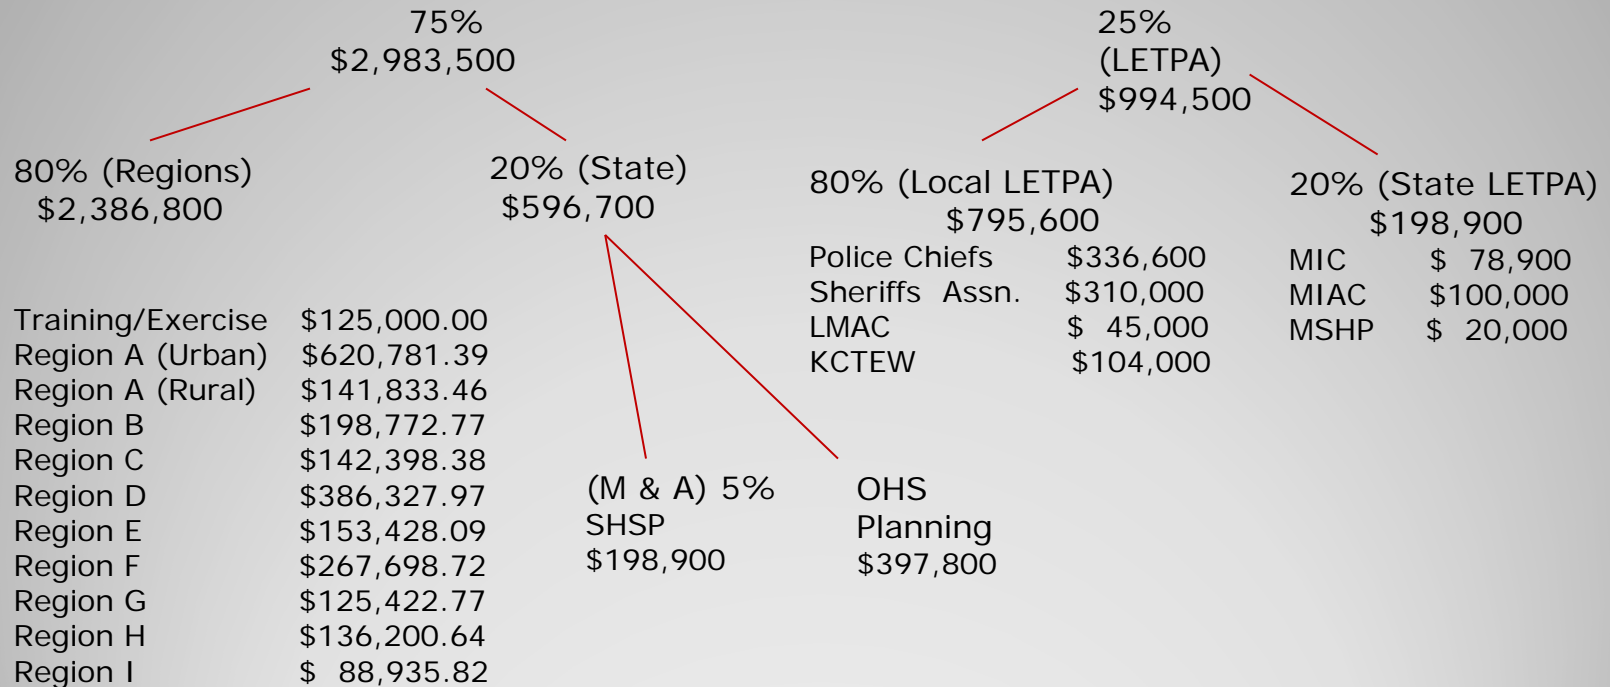 75%
$2,983,500
25%
(LETPA)
$994,500
80% (Regions)
$2,386,800
20% (State)
$596,700
80% (Local LETPA)
$795,600
Police Chiefs $336,600
Sheriffs Assn. $310,000
LMAC $ 45,000
KCTEW $104,000
20% (State LETPA)
$198,900
MIC $ 78,900
MIAC $100,000
MSHP $ 20,000
Training/Exercise $125,000.00
Region A (Urban) $620,781.39
Region A (Rural) $141,833.46
Region B $198,772.77
Region C $142,398.38
Region D $386,327.97
Region E $153,428.09
Region F $267,698.72
Region G $125,422.77
Region H $136,200.64
Region I $ 88,935.82
(M & A) 5%
SHSP
$198,900
OHS
Planning
$397,800